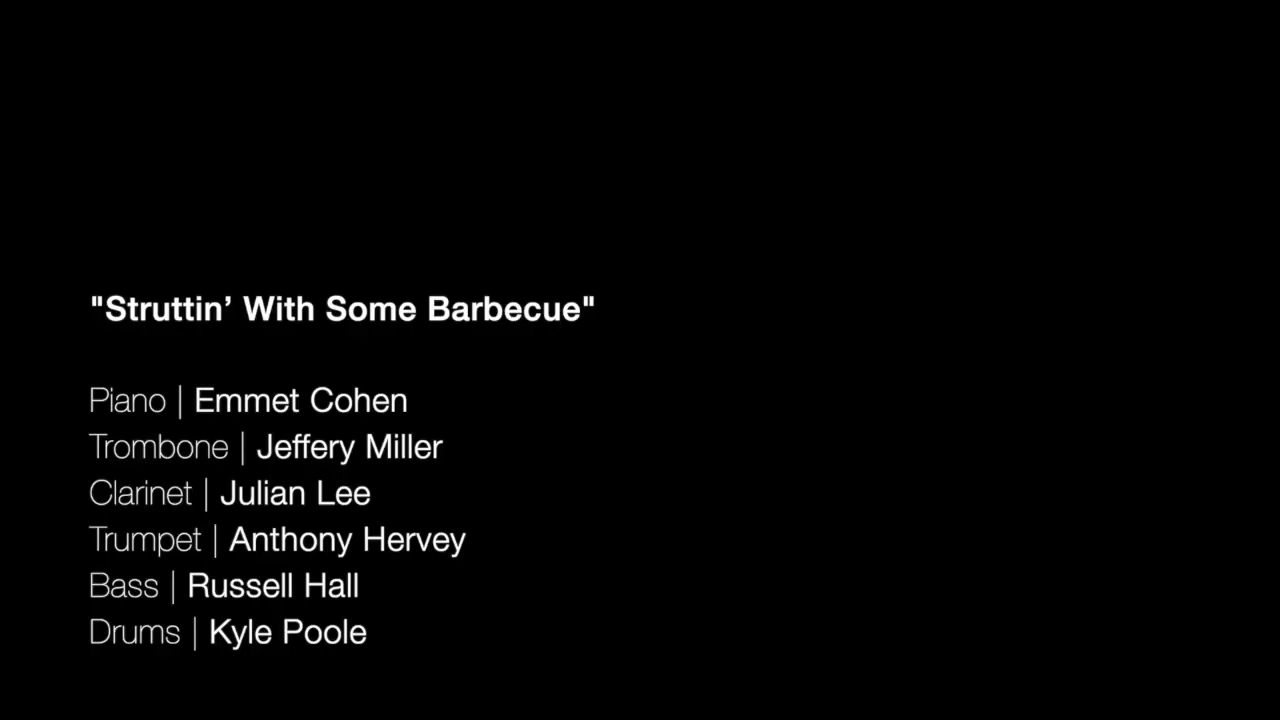 "Struttin’ With Some Barbecue"
Piano | Emmet Cohen
Trombone | Jeffery Miller
Clarinet | Julian Lee
Trumpet | Anthony Hervey
Bass | Russell Hall
Drums | Kyle Poole